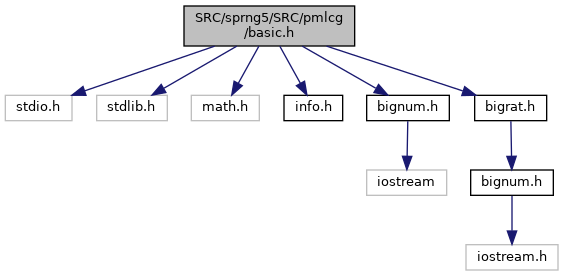 SRC/sprng5/SRC/pmlcg
/basic.h
stdio.h
stdlib.h
math.h
info.h
bignum.h
bigrat.h
iostream
bignum.h
iostream.h